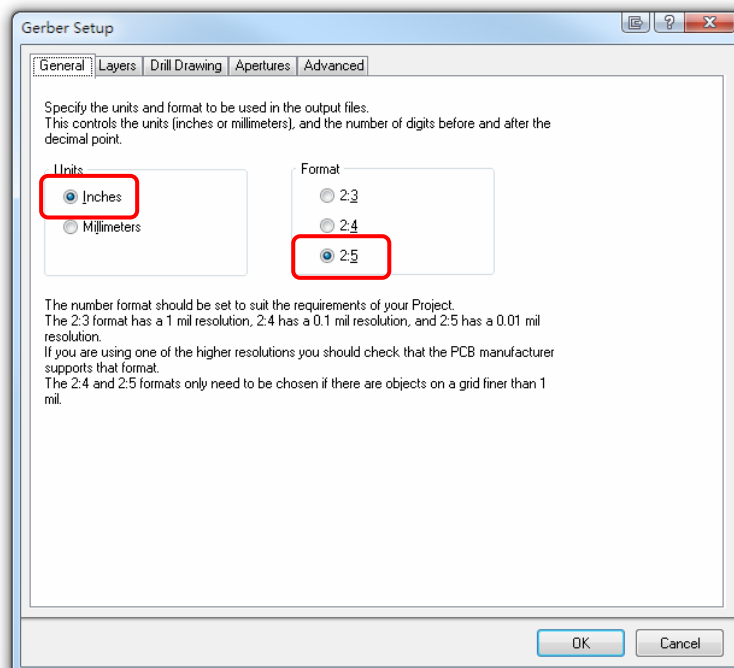 Gerber Setup
General Layers Drill Drawing Apertures Advanced
Specify the units and format to be used in the output files.
This controls the units (inches or millimeters), and the number of digits before and after the
decimal point.
Units
Inches
Millimeters
Format
2:3
2:4
2:5
The number format should be set to suit the requirements of your Project.
The 2:3 format has a 1 mil resolution, 2:4 has a 0.1 mil resolution, and 2:5 has a 0.01 mil
resolution.
If you are using one of the higher resolutions you should check that the PCB manufacturer
supports that format.
The 2:4 and 2:5 formats only need to be chosen if there are objects on a grid finer than 1
mil.
OK Cancel